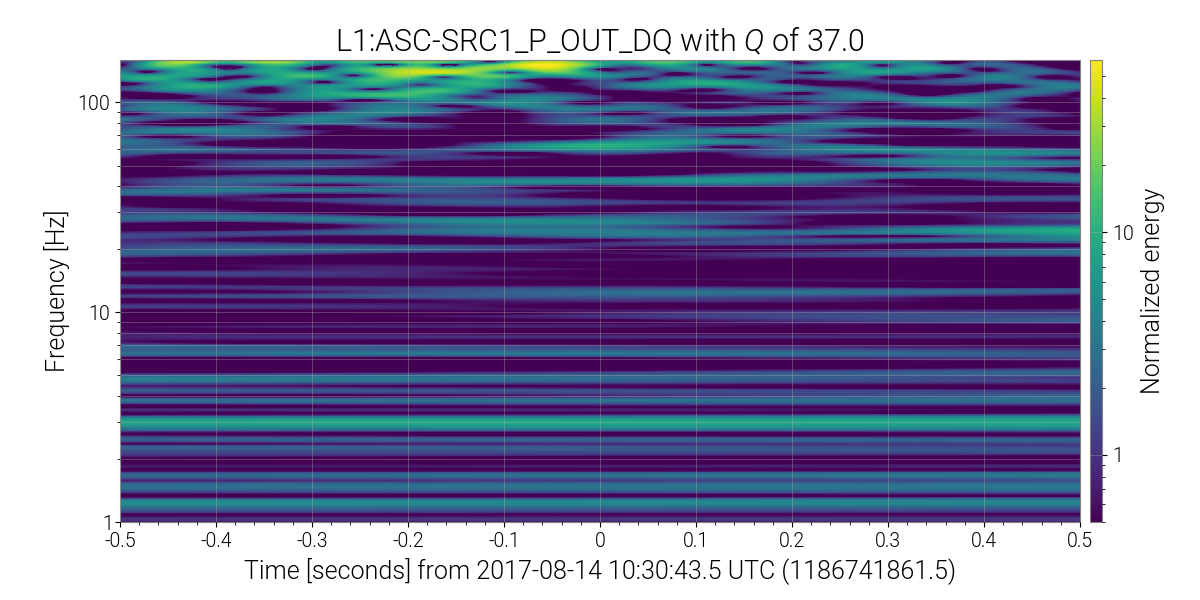 L1:ASC-SRC1_P_OUT_DQ with Q of 37.0
100
10
1
Frequency [Hz]
-0.5 -0.4 -0.3 -0.2 -0.1 0 0.1 0.2 0.3 0.4 0.5
Time [seconds] from 2017-08-14 10:30:43.5 UTC (1186741861.5)
10
1
Normalized energy